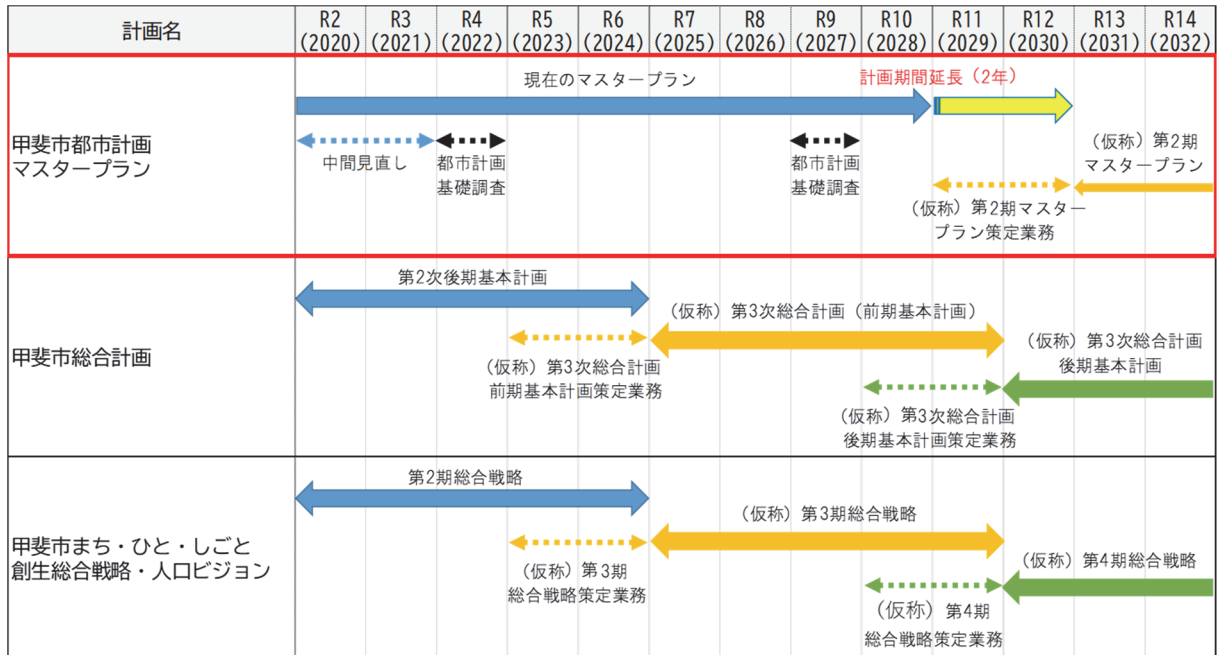 計画名
R2 R3 R4 R5 R6 R7 R8 R9 R10 R11 R12 R13 R14
(2020) (2021) (2022) (2023) (2024) (2025) (2026) (2027) (2028) (2029) (2030) (2031) (2032)
甲斐市都市計画
マスタープラン
現在のマスタープラン
計画期間延長（2年）
中間見直し
都市計画
基礎調査
都市計画
基礎調査
（仮称）第2期
マスタープラン
（仮称）第2期マスター
プラン策定業務
甲斐市総合計画
第2次後期基本計画
（仮称）第3次総合計画（前期基本計画）
（仮称）第3次総合計画
前期基本計画策定業務
（仮称）第3次総合計画
後期基本計画
（仮称）第3次総合計画
後期基本計画策定業務
甲斐市まち・ひと・しごと
創生総合戦略・人口ビジョン
第2期総合戦略
（仮称）第3期総合戦略
（仮称）第3期
総合戦略策定業務
（仮称）第4期総合戦略
（仮称）第4期
総合戦略策定業務